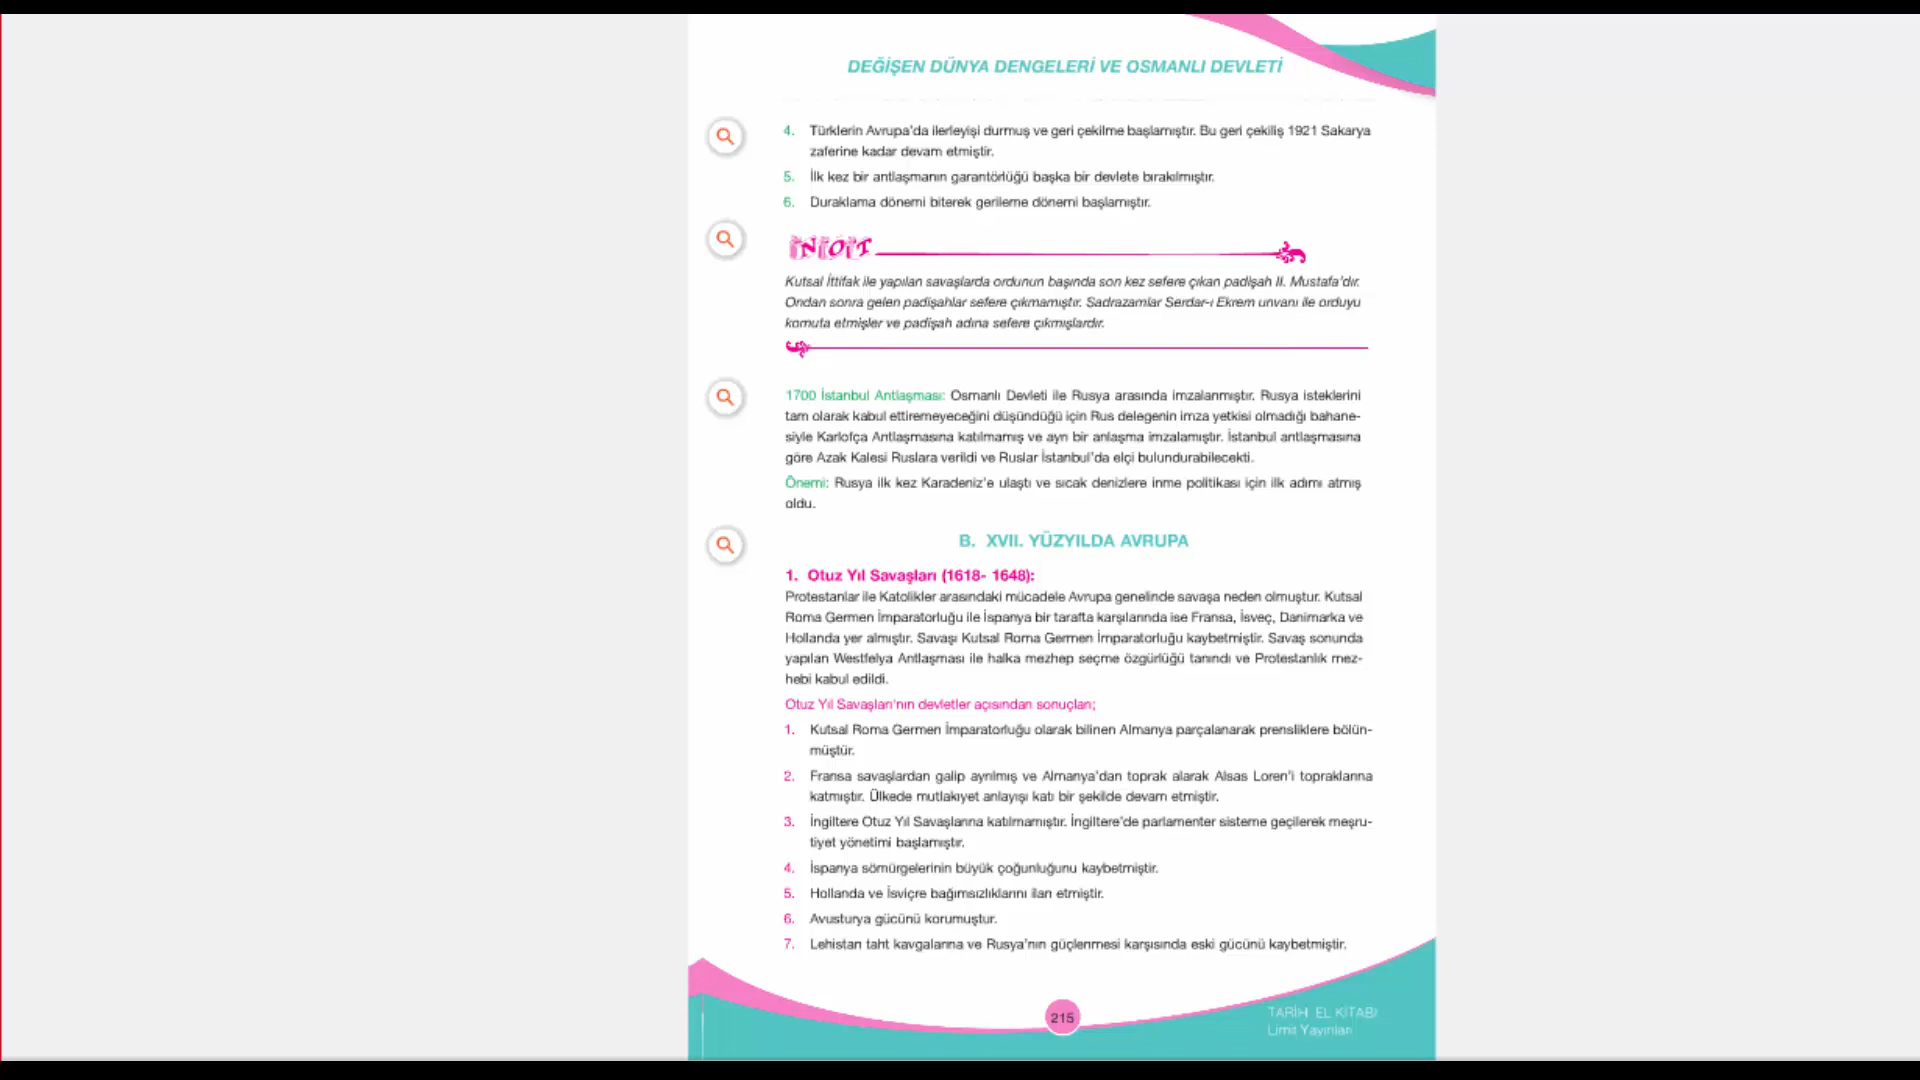 DEĞİŞEN DÜNYA DENGELERİ VE OSMANLI DEVLETİ
4. Türklerin Avrupa'da ilerleyişi durmuş ve geri çekilme başlamıştır. Bu geri çekiliş 1921 Sakarya
zaferine kadar devam etmiştir.
5. İlk kez bir antlaşmanın garantörlüğü başka bir devlete bırakılmıştır.
6. Duraklama dönemi biterek gerileme dönemi başlamıştır.
NOT
Kutsal İttifak ile yapılan savaşlarda ordunun başında son kez sefere çıkan padişah II. Mustafa'dır.
Ondan sonra gelen padişahlar sefere çıkmamıştır. Sadrazamlar Serdar-ı Ekrem unvanı ile orduyu
komuta etmişler ve padişah adına sefere çıkmışlardır.
1700 İstanbul Antlaşması: Osmanlı Devleti ile Rusya arasında imzalanmıştır. Rusya isteklerini
tam olarak kabul ettiremeyeceğini düşündüğü için Rus delegenin imza yetkisi olmadığı bahane-
siyle Karlofça Antlaşmasına katılmamış ve ayrı bir anlaşma imzalamıştır. İstanbul antlaşmasına
göre Azak Kalesi Ruslara verildi ve Ruslar İstanbul'da elçi bulundurabilecekti.
Önemi: Rusya ilk kez Karadeniz'e ulaştı ve sıcak denizlere inme politikası için ilk adımı atmış
oldu.
B. XVII. YÜZYILDA AVRUPA
1. Otuz Yıl Savaşları (1618- 1648):
Protestanlar ile Katolikler arasındaki mücadele Avrupa genelinde savaşa neden olmuştur. Kutsal
Roma Germen İmparatorluğu ile İspanya bir tarafta karşılarında ise Fransa, İsveç, Danimarka ve
Hollanda yer almıştır. Savaşı Kutsal Roma Germen İmparatorluğu kaybetmiştir. Savaş sonunda
yapılan Westfelya Antlaşması ile halka mezhep seçme özgürlüğü tanındı ve Protestanlık mez-
hebi kabul edildi.
Otuz Yıl Savaşları'nın devletler açısından sonuçları;
1. Kutsal Roma Germen İmparatorluğu olarak bilinen Almanya parçalanarak prensliklere bölün-
müştür.
2. Fransa savaşlardan galip ayrılmış ve Almanya'dan toprak alarak Alsas Loren'i topraklarına
katmıştır. Ülkede mutlakıyet anlayışı katı bir şekilde devam etmiştir.
3. İngiltere Otuz Yıl Savaşlarına katılmamıştır. İngiltere'de parlamenter sisteme geçilerek meşru-
tiyet yönetimi başlamıştır.
4. İspanya sömürgelerinin büyük çoğunluğunu kaybetmiştir.
5. Hollanda ve İsviçre bağımsızlıklarını ilan etmiştir.
6. Avusturya gücünü korumuştur.
7. Lehistan taht kavgalarına ve Rusya'nın güçlenmesi karşısında eski gücünü kaybetmiştir.
215
TARİH EL KİTABI
Limit Yayınları